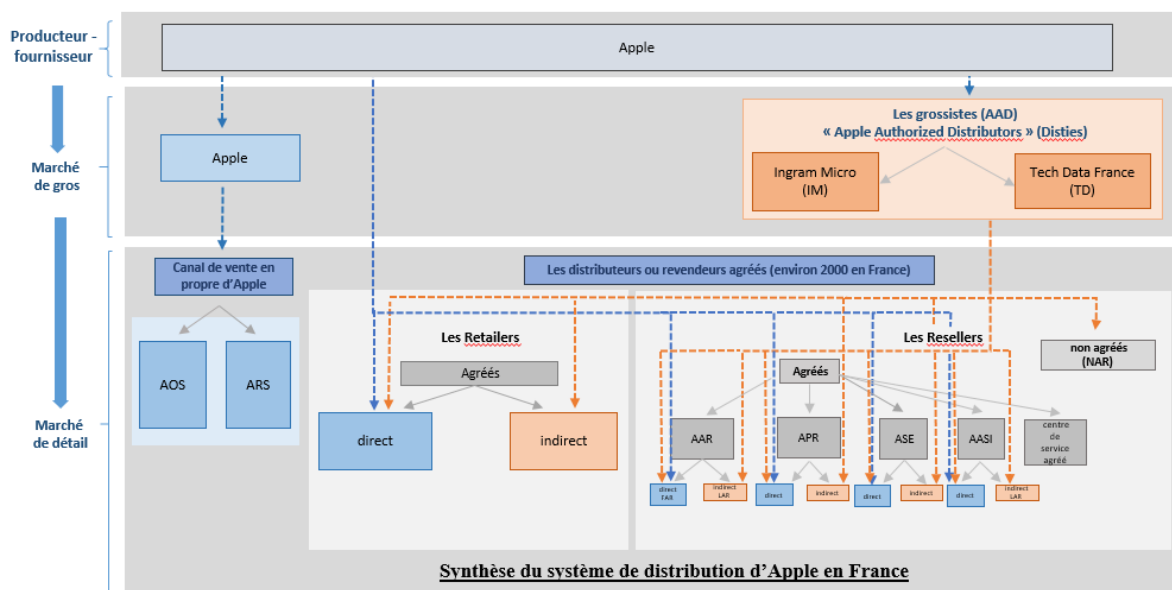 Producteur -
fournisseur
Apple
Marché
de gros
Apple
Les grossistes (AAD)
« Apple Authorized Distributors » (Disties)
Ingram Micro
(IM)
Tech Data France
(TD)
Marché
de détail
Canal de vente en
propre d’Apple
Les distributeurs ou revendeurs agréés (environ 2000 en France)
AOS
ARS
Les Retailers
Agréés
direct
indirect
Les Resellers
non agréés
(NAR)
Agréés
AAR
APR
ASE
AASI
centre
de
service
agréé
direct
FAR
indirect
LAR
direct
indirect
direct
indirect
direct
indirect
LAR
Synthèse du système de distribution d’Apple en France